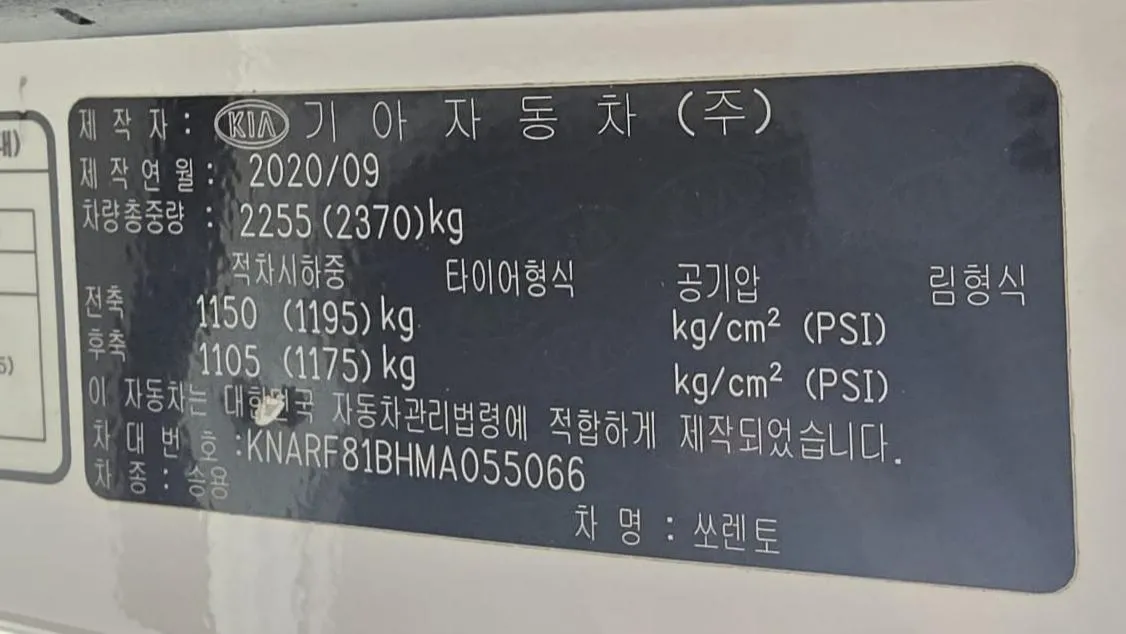 제 작 자 : KIA 기 아 자 동 차 (주)
제 작 연 월 : 2020/09
차량총중량 : 2255(2370)kg
적차시하중 타이어형식 공기압 림형식
전축 1150 (1195)kg kg/cm² (PSI)
후축 1105 (1175)kg kg/cm² (PSI)
이 자동차는 대한민국 자동차관리법령에 적합하게 제작되었습니다.
차 대 번 호 :KNARF81BHMA055066
차 종 : 승용
차 명 : 쏘렌토